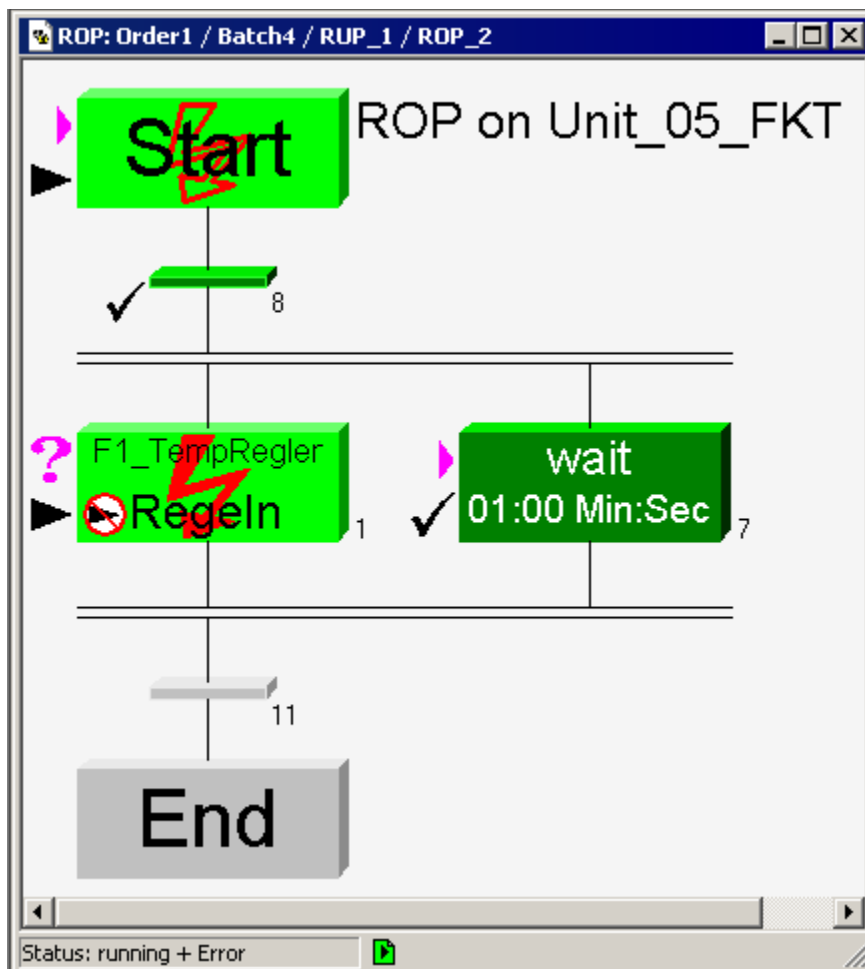 ROP: Order1 / Batch4 / RUP_1 / ROP_2
Start
ROP on Unit_05_FKT
8
?
F1_TempRegler
Regeln
1
wait
01:00 Min:Sec
7
11
End
Status: running + Error